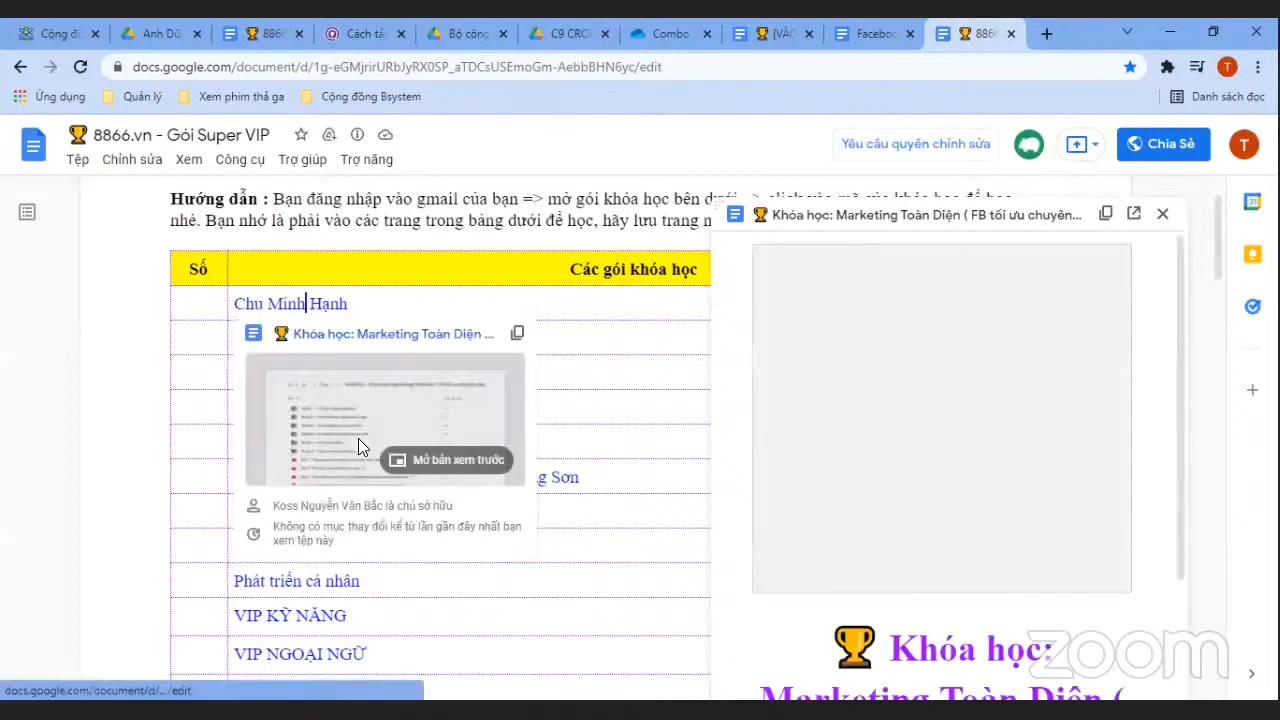 Cộng đ
Anh Dũ
8866
Cách tả
Bộ công
C9 CRO
Combo
[VÀC
Faceboo
8866
docs.google.com/document/d/1g-eGMjrirURbJyRX0SP_aTDCsUSEmoGm-AebbBHN6yc/edit
T
Ứng dụng
Quản lý
Xem phim thả ga
Cộng đồng Bsystem
Danh sách đọc
8866.vn - Gói Super VIP
Tệp Chỉnh sửa Xem Công cụ Trợ giúp Trợ năng
Yêu cầu quyền chỉnh sửa
Chia Sẻ
T
Hướng dẫn : Bạn đăng nhập vào gmail của bạn => mở gói khóa học bên dưới
nhé. Bạn nhớ là phải vào các trang trong bảng dưới để học, hãy lưu trang
Khóa học: Marketing Toàn Diện ( FB tối ưu chuyên...
Số
Các gói khóa học
Chu Minh Hạnh
Khóa học: Marketing Toàn Diện ...
Mở bản xem trước
g Sơn
Koss Nguyễn Văn Bắc là chủ sở hữu
Không có mục thay đổi kể từ lần gần đây nhất bạn
xem tệp này
Phát triển cá nhân
VIP KỸ NĂNG
VIP NGOẠI NGỮ
Khóa học:
Marketing Toàn Diện (
zoom
docs.google.com/document/d/.../edit